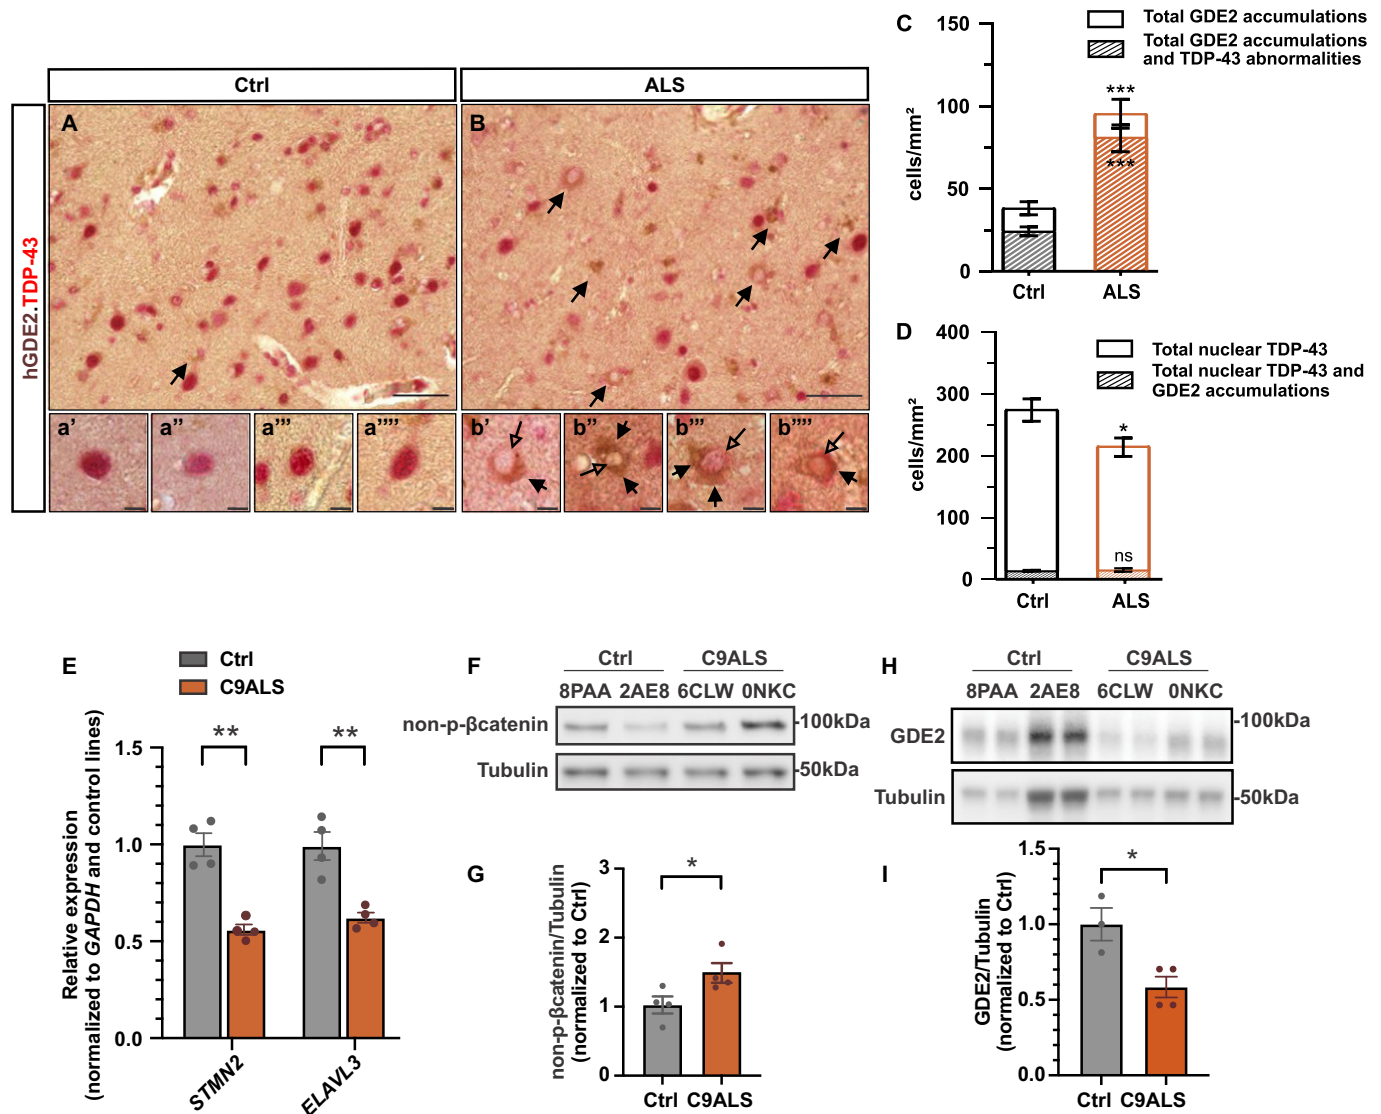 Ctrl
ALS
hGDE2.TDP-43
A
B
a’
a’’
a’’’
a’’’’
b’
b’’
b’’’
b’’’’
C
Total GDE2 accumulations
Total GDE2 accumulations
and TDP-43 abnormalities
cells/mm²
150
100
50
0
***
***
Ctrl
ALS
D
Total nuclear TDP-43
Total nuclear TDP-43 and
GDE2 accumulations
cells/mm²
400
300
200
100
0
*
ns
Ctrl
ALS
E
Ctrl
C9ALS
Relative expression
(normalized to GAPDH and control lines)
1.5
1.0
0.5
0.0
**
**
STMN2
ELAVL3
F
Ctrl
C9ALS
8PAA 2AE8 6CLW 0NKC
non-p-βcatenin
-100kDa
Tubulin
-50kDa
G
non-p-βcatenin/Tubulin
(normalized to Ctrl)
3
2
1
0
*
Ctrl C9ALS
H
Ctrl
C9ALS
8PAA 2AE8 6CLW 0NKC
GDE2
-100kDa
Tubulin
-50kDa
I
GDE2/Tubulin
(normalized to Ctrl)
1.5
1.0
0.5
0.0
*
Ctrl C9ALS